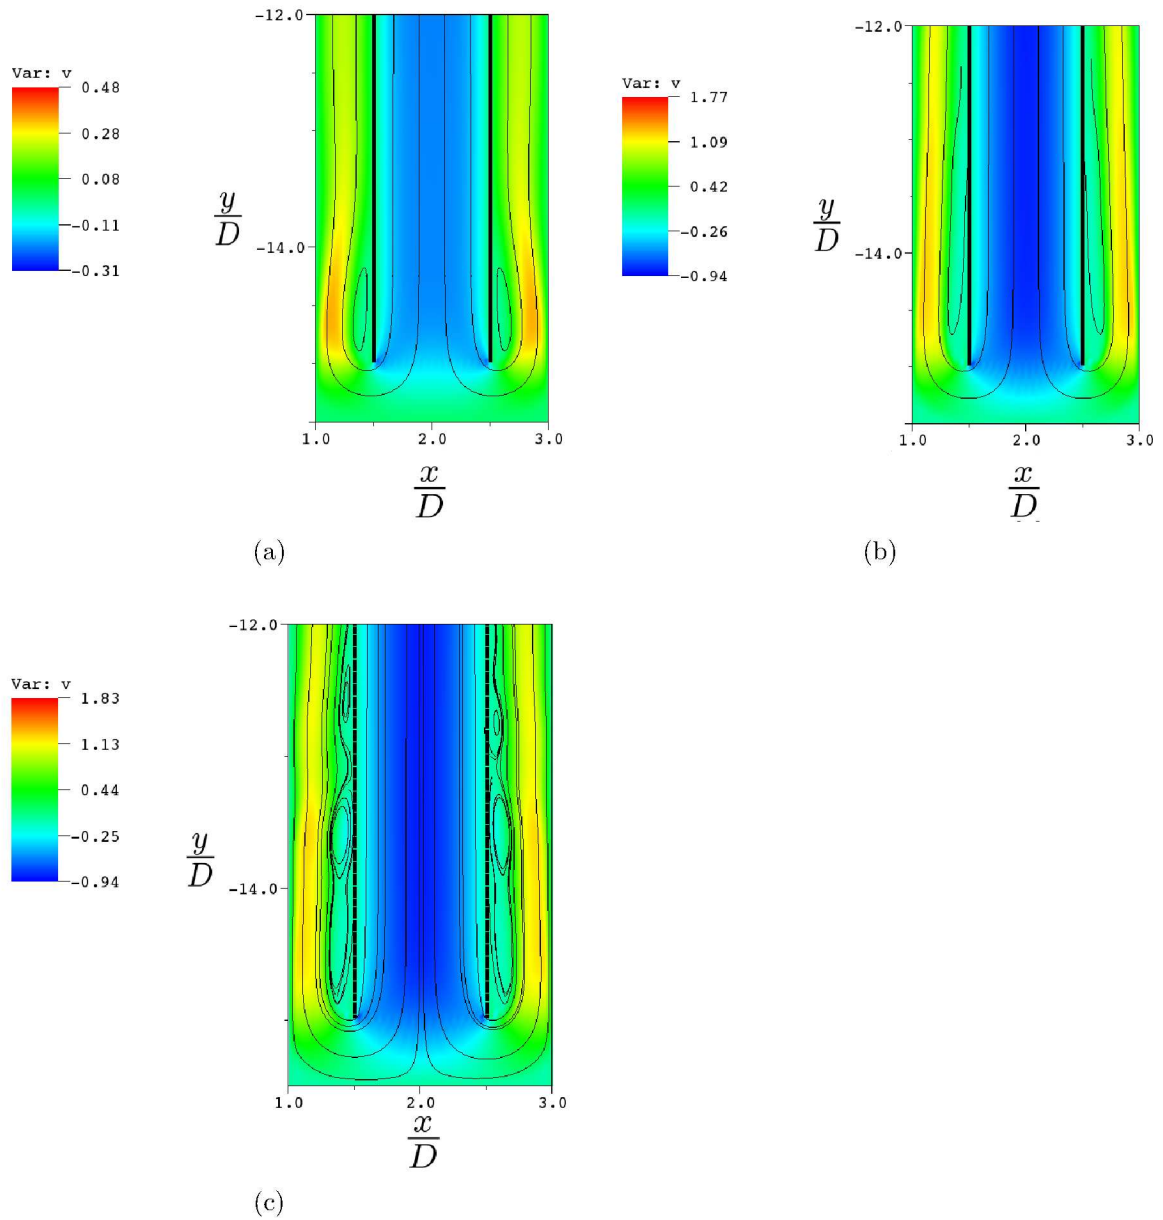 Var: v
0.48
0.28
0.08
-0.11
-0.31
-12.0
-14.0
y
D
1.0 2.0 3.0
x
D
(a)
Var: v
1.77
1.09
0.42
-0.26
-0.94
-12.0
-14.0
y
D
1.0 2.0 3.0
x
D
(b)
Var: v
1.83
1.13
0.44
-0.25
-0.94
-12.0
-14.0
y
D
1.0 2.0 3.0
x
D
(c)